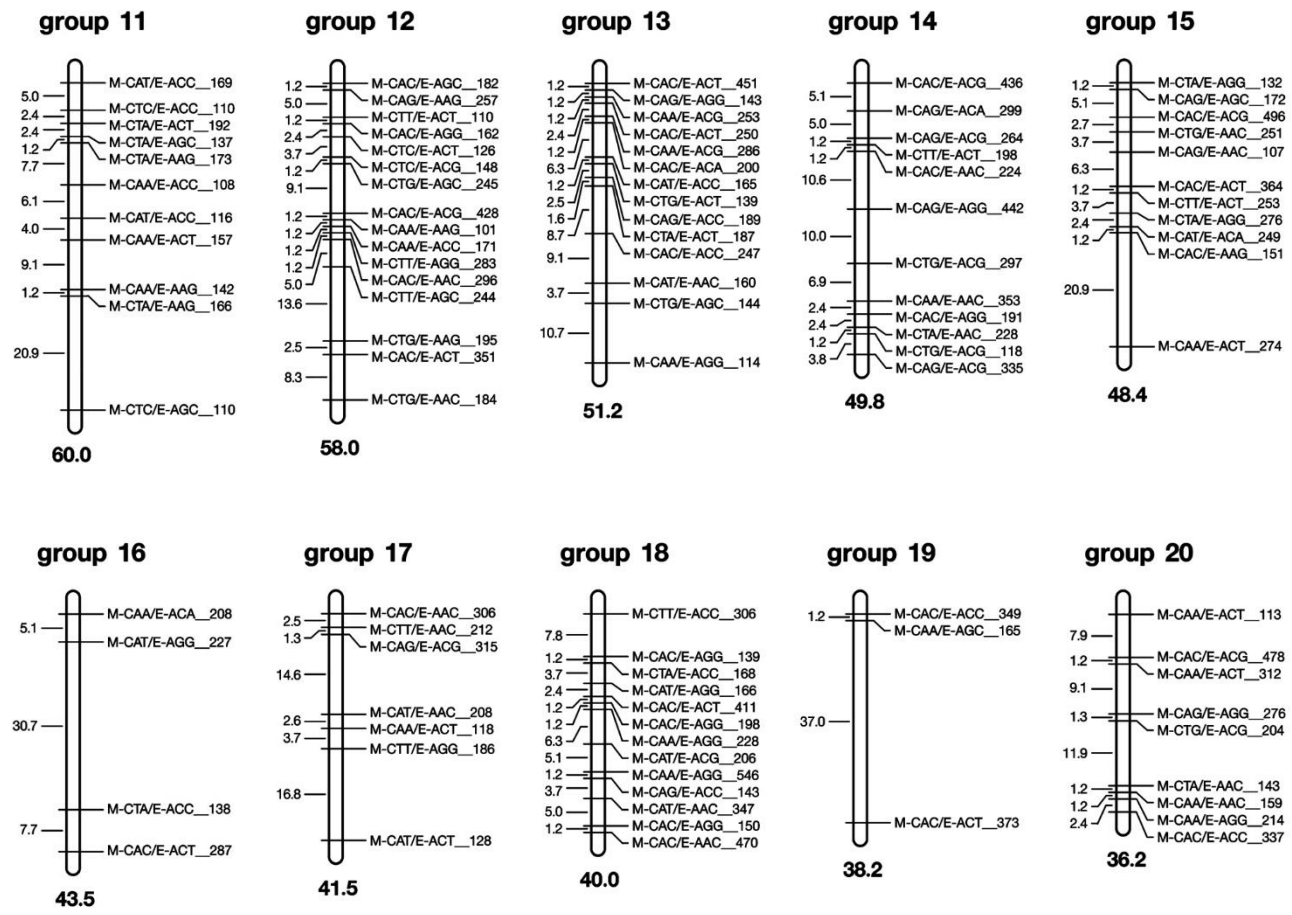 group 11
5.0
2.4
2.4
1.2
7.7
6.1
4.0
9.1
1.2
20.9
M-CAT/E-ACC__169
M-CTC/E-ACC__110
M-CTA/E-ACT__192
M-CTA/E-AGC__137
M-CTA/E-AAG__173
M-CAA/E-ACC__108
M-CAT/E-ACC__116
M-CAA/E-ACT__157
M-CAA/E-AAG__142
M-CTA/E-AAG__166
M-CTC/E-AGC__110
60.0
group 12
1.2
5.0
1.2
2.4
3.7
1.2
9.1
1.2
1.2
1.2
1.2
5.0
13.6
2.5
8.3
M-CAC/E-AGC__182
M-CAG/E-AAG__257
M-CTT/E-ACT__110
M-CAC/E-AGG__162
M-CTC/E-ACT__126
M-CTG/E-ACG__148
M-CTG/E-AGC__245
M-CAC/E-ACG__428
M-CAA/E-AAG__101
M-CAA/E-ACC__171
M-CTT/E-AGG__283
M-CAC/E-AAC__296
M-CTT/E-AGC__244
M-CTG/E-AAG__195
M-CAC/E-ACT__351
M-CTG/E-AAC__184
58.0
group 13
1.2
1.2
1.2
2.4
1.2
6.3
1.2
2.5
1.6
8.7
9.1
3.7
10.7
M-CAC/E-ACT__451
M-CAG/E-AGG__143
M-CAA/E-ACG__253
M-CAC/E-ACT__250
M-CAA/E-ACG__286
M-CAC/E-ACA__200
M-CAT/E-ACC__165
M-CTG/E-ACT__139
M-CAG/E-ACC__189
M-CTA/E-ACT__187
M-CAC/E-ACC__247
M-CAT/E-AAC__160
M-CTG/E-AGC__144
M-CAA/E-AGG__114
51.2
group 14
5.1
5.0
1.2
1.2
10.6
10.0
6.9
2.4
2.4
1.2
3.8
M-CAC/E-ACG__436
M-CAG/E-ACA__299
M-CAG/E-ACG__264
M-CTT/E-ACT__198
M-CAC/E-AAC__224
M-CAG/E-AGG__442
M-CTG/E-ACG__297
M-CAA/E-AAC__353
M-CAC/E-AGG__191
M-CTA/E-AAC__228
M-CTG/E-ACG__118
M-CAG/E-ACG__335
49.8
group 15
1.2
5.1
2.7
3.7
6.3
1.2
3.7
2.4
1.2
20.9
M-CTA/E-AGG__132
M-CAG/E-AGC__172
M-CAC/E-ACG__496
M-CTG/E-AAC__251
M-CAG/E-AAC__107
M-CAC/E-ACT__364
M-CTT/E-ACT__253
M-CTA/E-AGG__276
M-CAT/E-ACA__249
M-CAC/E-AAG__151
M-CAA/E-ACT__274
48.4
group 16
5.1
30.7
7.7
M-CAA/E-ACA__208
M-CAT/E-AGG__227
M-CTA/E-ACC__138
M-CAC/E-ACT__287
43.5
group 17
2.5
1.3
14.6
2.6
3.7
16.8
M-CAC/E-AAC__306
M-CTT/E-AAC__212
M-CAG/E-ACG__315
M-CAT/E-AAC__208
M-CAA/E-ACT__118
M-CTT/E-AGG__186
M-CAT/E-ACT__128
41.5
group 18
7.8
1.2
3.7
2.4
1.2
1.2
6.3
5.1
1.2
3.7
5.0
1.2
M-CTT/E-ACC__306
M-CAC/E-AGG__139
M-CTA/E-ACC__168
M-CAT/E-AGG__166
M-CAC/E-ACT__411
M-CAC/E-AGG__198
M-CAA/E-AGG__228
M-CAT/E-ACG__206
M-CAA/E-AGG__546
M-CAG/E-ACC__143
M-CAT/E-AAC__347
M-CAC/E-AGG__150
M-CAC/E-AAC__470
40.0
group 19
1.2
37.0
M-CAC/E-ACC__349
M-CAA/E-AGC__165
M-CAC/E-ACT__373
38.2
group 20
7.9
1.2
9.1
1.3
11.9
1.2
1.2
2.4
M-CAA/E-ACT__113
M-CAC/E-ACG__478
M-CAA/E-ACT__312
M-CAG/E-AGG__276
M-CTG/E-ACG__204
M-CTA/E-AAC__143
M-CAA/E-AAC__159
M-CAA/E-AGG__214
M-CAC/E-ACC__337
36.2